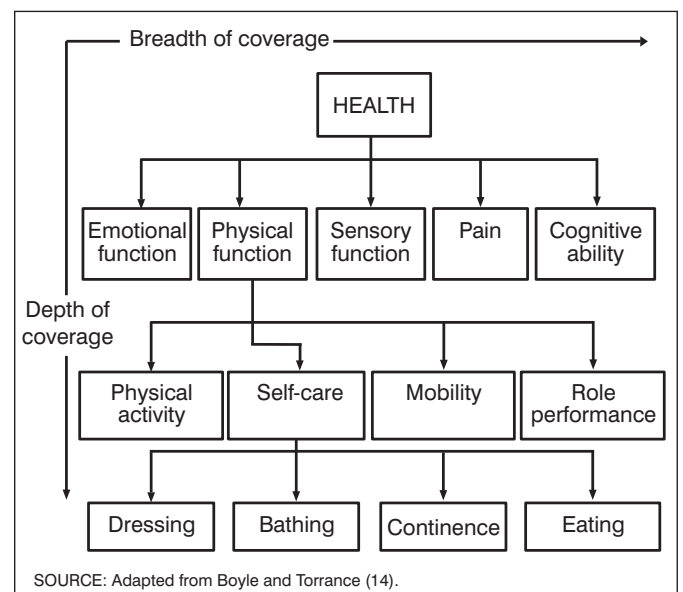 Breadth of coverage
HEALTH
Emotional
function
Physical
function
Sensory
function
Pain
Cognitive
ability
Depth of
coverage
Physical
activity
Self-care
Mobility
Role
performance
Dressing
Bathing
Continence
Eating
SOURCE: Adapted from Boyle and Torrance (14).